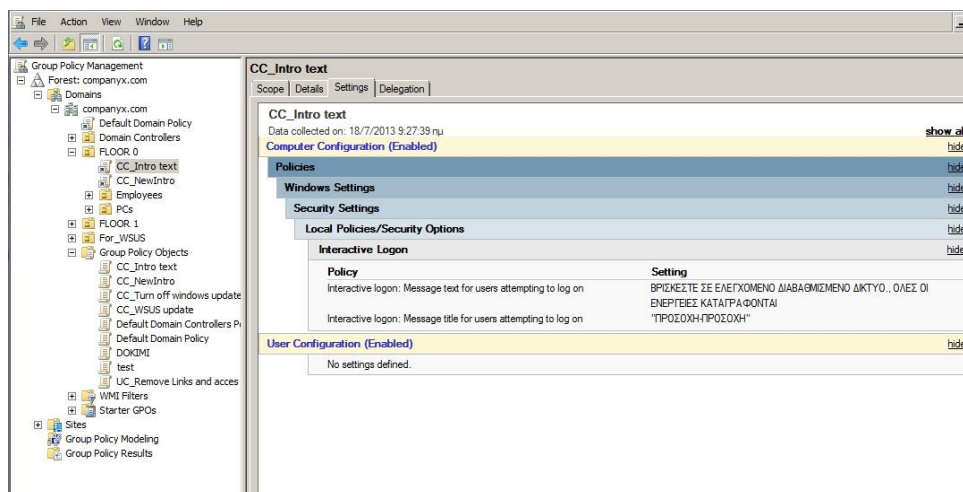 File Action View Window Help
Group Policy Management
Forest: companyx.com
Domains
companyx.com
Default Domain Policy
Domain Controllers
FLOOR 0
CC_Intro text
CC_NewIntro
Employees
PCs
FLOOR 1
For_WSUS
Group Policy Objects
CC_Intro text
CC_NewIntro
CC_Turn off windows update
CC_WSUS update
Default Domain Controllers P
Default Domain Policy
DOKIMI
test
UC_Remove Links and acces
WMI Filters
Starter GPOs
Sites
Group Policy Modeling
Group Policy Results
CC_Intro text
Scope Details Settings Delegation
CC_Intro text
Data collected on: 18/7/2013 9:27:39 πμ show al
Computer Configuration (Enabled) hide
Policies hide
Windows Settings hide
Security Settings hide
Local Policies/Security Options hide
Interactive Logon hide
Policy Setting
Interactive logon: Message text for users attempting to log on ΒΡΙΣΚΕΣΤΕ ΣΕ ΕΛΕΓΧΟΜΕΝΟ ΔΙΑΒΑΘΜΙΣΜΕΝΟ ΔΙΚΤΥΟ., ΟΛΕΣ ΟΙ
ΕΝΕΡΓΕΙΕΣ ΚΑΤΑΓΡΑΦΟΝΤΑΙ
Interactive logon: Message title for users attempting to log on "ΠΡΟΣΟΧΗ-ΠΡΟΣΟΧΗ"
User Configuration (Enabled) hide
No settings defined.